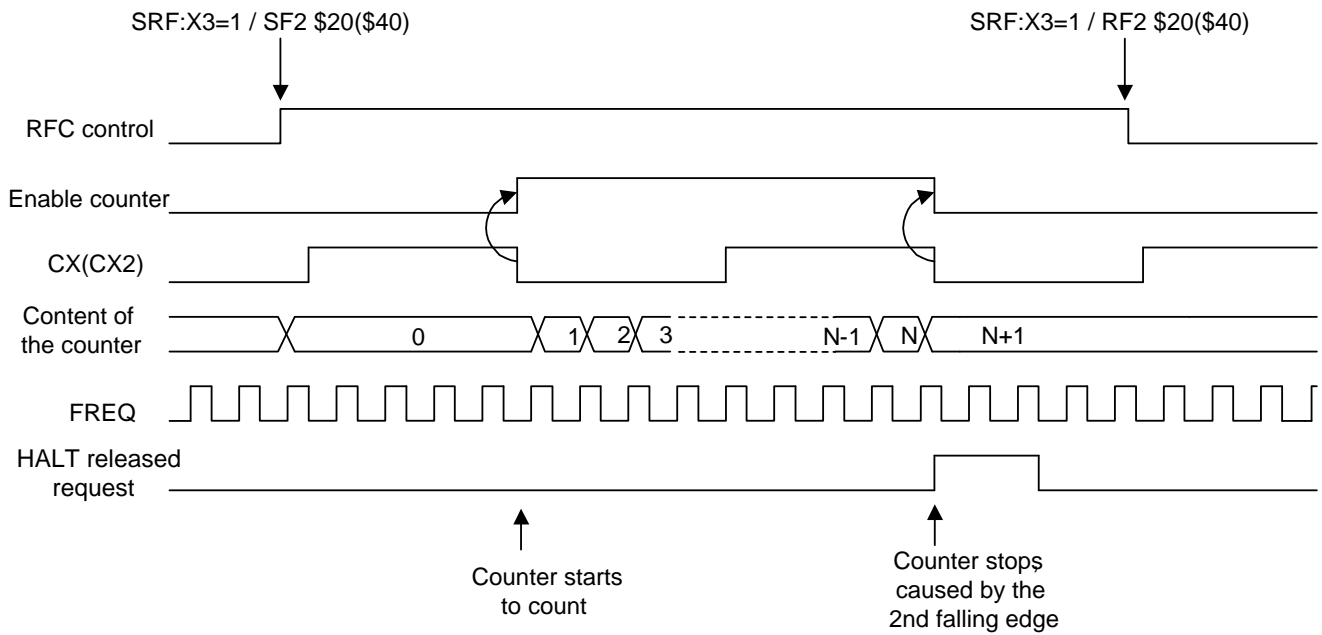 SRF:X3=1 / SF2 $20($40)
SRF:X3=1 / RF2 $20($40)
RFC control
Enable counter
CX(CX2)
Content of
the counter
0
1
2
3
N-1
N
N+1
FREQ
HALT released
request
Counter starts
to count
Counter stops
caused by the
2nd falling edge